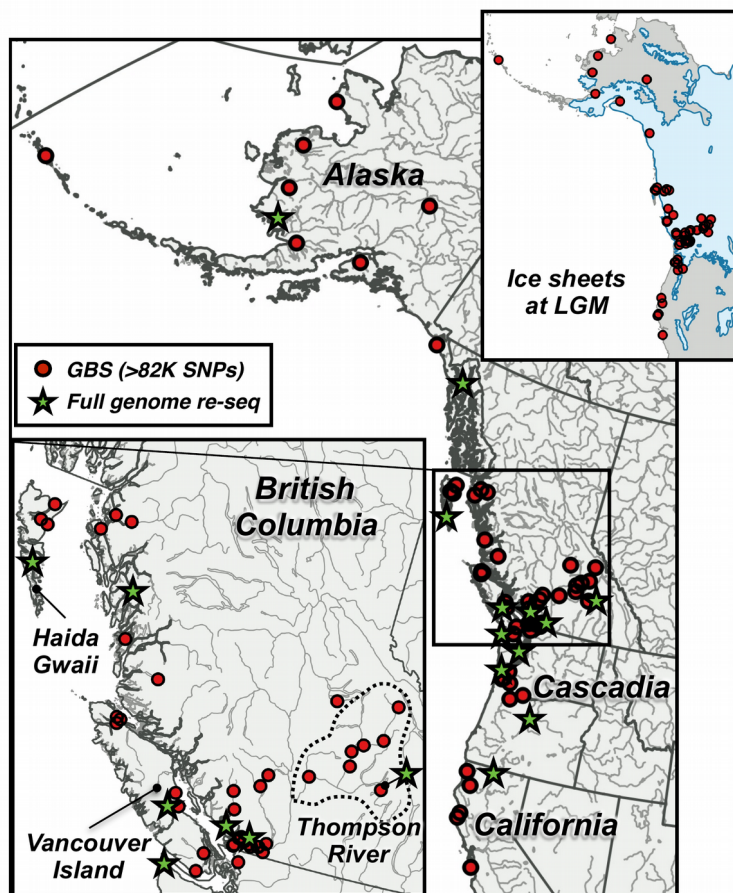 Alaska
Ice sheets
at LGM
GBS (>82K SNPs)
Full genome re-seq
British
Columbia
Haida
Gwaii
Vancouver
Island
Thompson
River
Cascadia
California